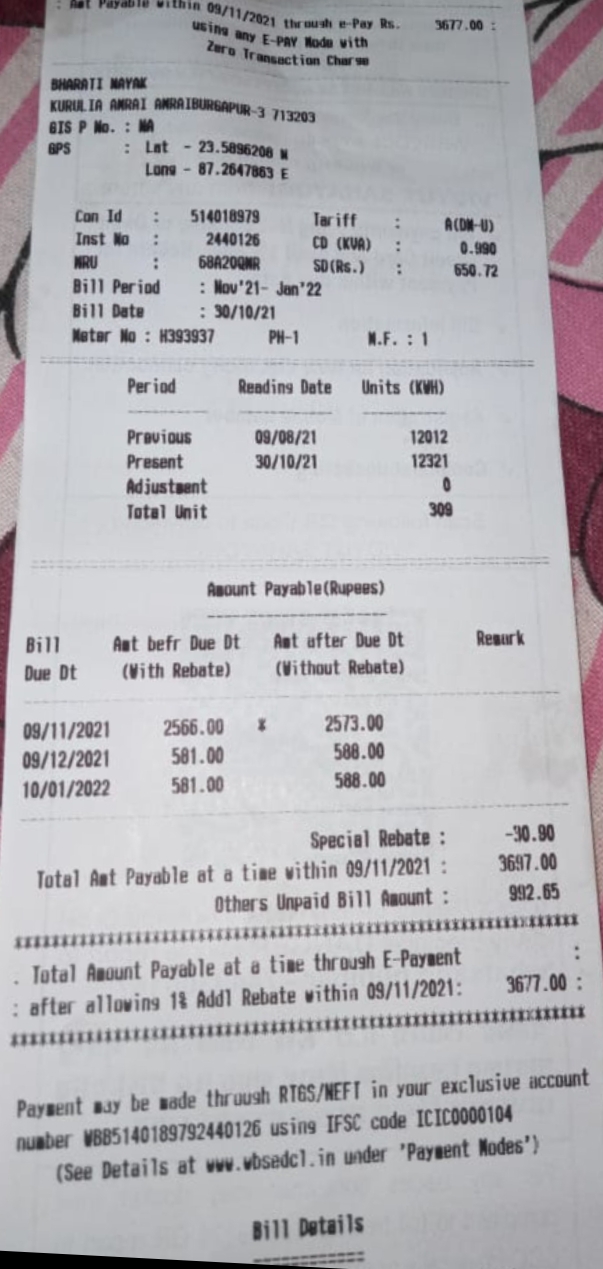 : Amt Payable within 09/11/2021 through e-Pay Rs. 3677.00 :
using any E-PAY Mode with
Zero Transaction Charge
BHARATI NAYAK
KURULIA AMRAI AMRAIBURGAPUR-3 713203
GIS P No. : NA
GPS : Lat - 23.5896208 N
Long - 87.2647863 E
Con Id : 514018979 Tariff : A(DM-U)
Inst No : 2440126 CD (KVA) : 0.990
MRU : 68A20QMR SD(Rs.) : 650.72
Bill Period : Nov'21- Jan'22
Bill Date : 30/10/21
Meter No : H393937 PH-1 M.F. : 1
Period Reading Date Units (KWH)
Previous 09/08/21 12012
Present 30/10/21 12321
Adjustment 0
Total Unit 309
Amount Payable(Rupees)
Bill Amt befr Due Dt Amt after Due Dt Remark
Due Dt (With Rebate) (Without Rebate)
09/11/2021 2566.00 * 2573.00
09/12/2021 581.00 588.00
10/01/2022 581.00 588.00
Special Rebate : -30.90
Total Amt Payable at a time within 09/11/2021 : 3697.00
Others Unpaid Bill Amount : 992.65
: Total Amount Payable at a time through E-Payment :
: after allowing 1% Addl Rebate within 09/11/2021: 3677.00 :
Payment may be made through RTGS/NEFT in your exclusive account
number WBB5140189792440126 using IFSC code ICIC0000104
(See Details at www.wbsedcl.in under 'Payment Modes')
Bill Details